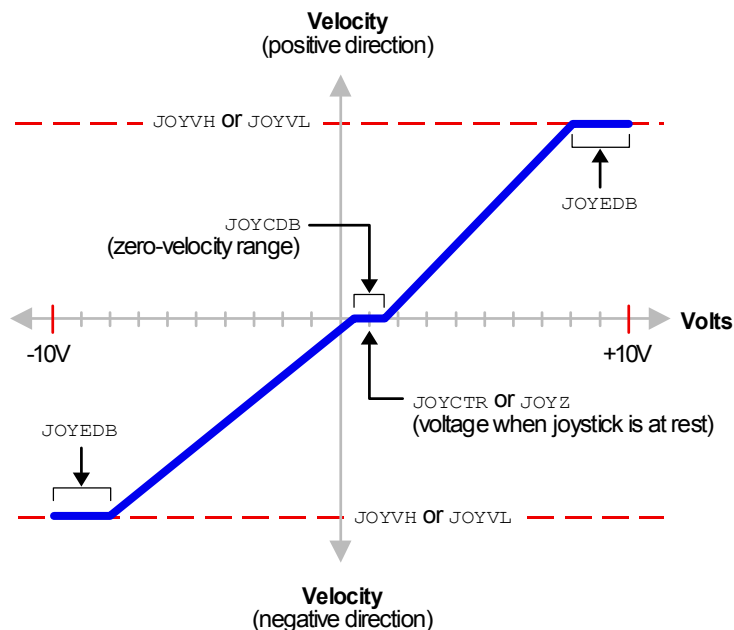 Velocity
(positive direction)
JOYVH or JOYVL
JOYEDB
JOYCDB
(zero-velocity range)
Volts
-10V
+10V
JOYCTR or JOYZ
(voltage when joystick is at rest)
JOYEDB
JOYVH or JOYVL
Velocity
(negative direction)